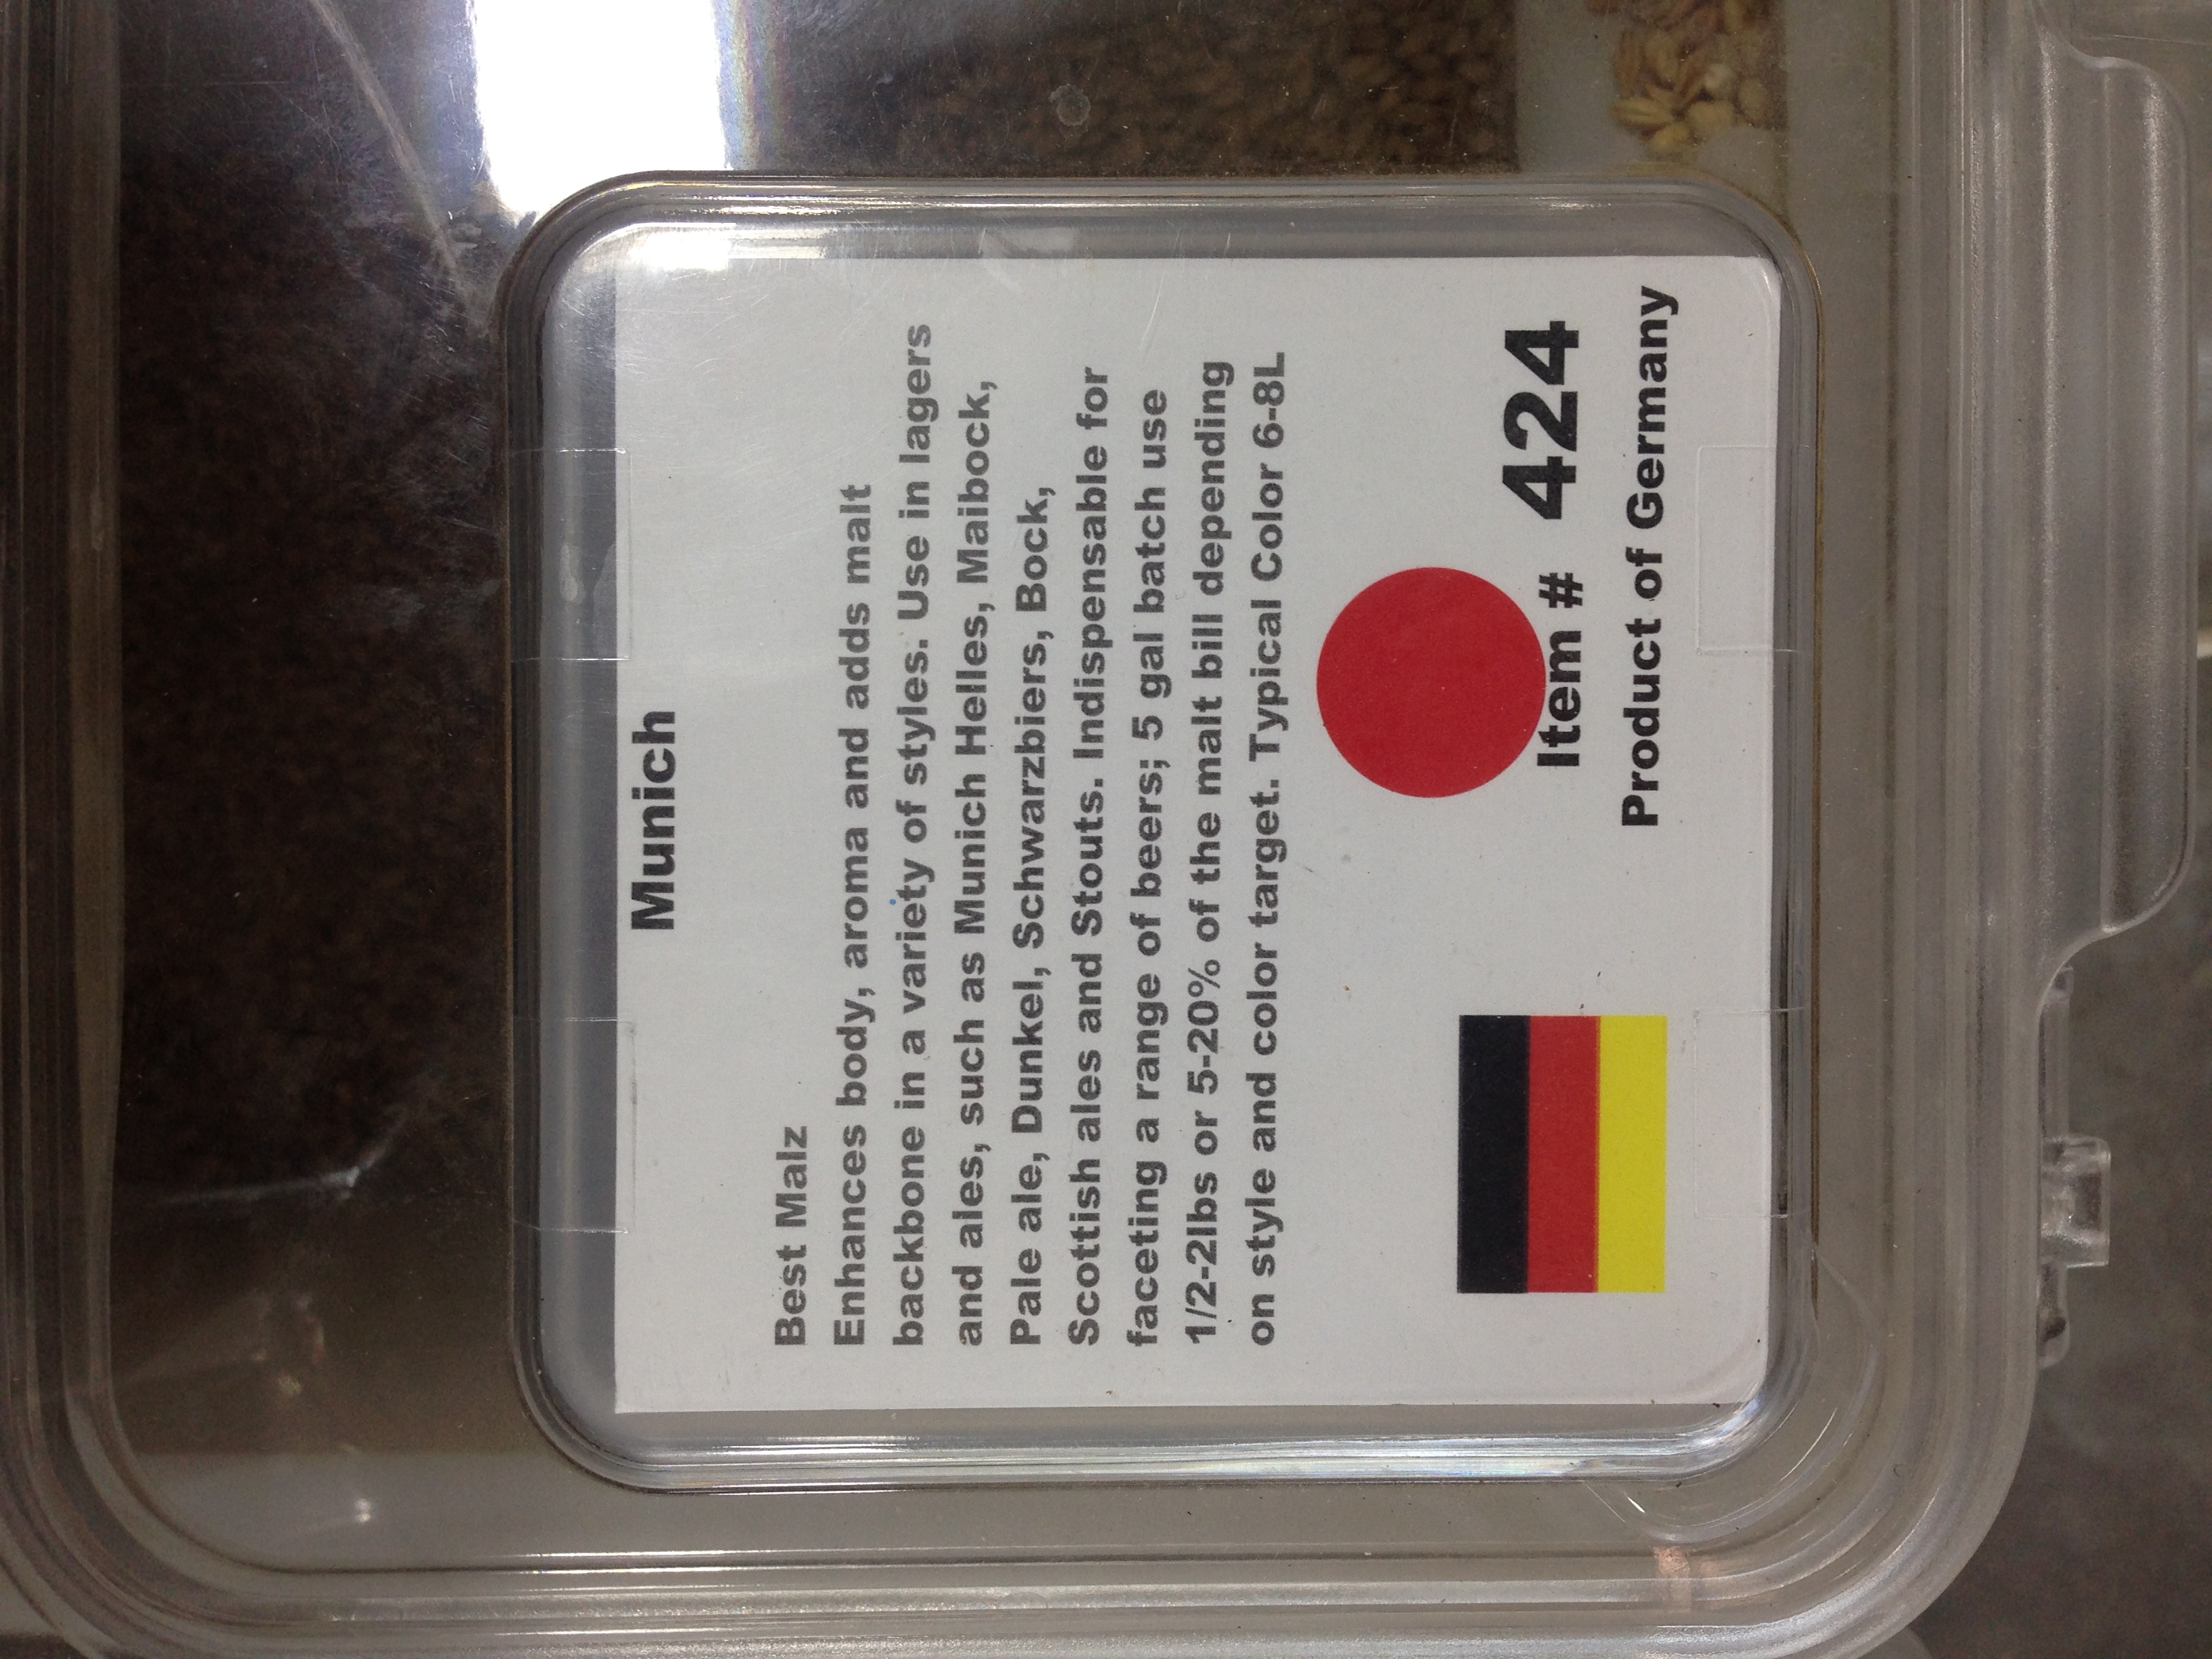 Munich
Best Malz
Enhances body, aroma and adds malt
backbone in a variety of styles. Use in lagers
and ales, such as Munich Helles, Maibock,
Pale ale, Dunkel, Schwarzbiers, Bock,
Scottish ales and Stouts. Indispensable for
faceting a range of beers; 5 gal batch use
1/2-2lbs or 5-20% of the malt bill depending
on style and color target. Typical Color 6-8L
Item # 424
Product of Germany